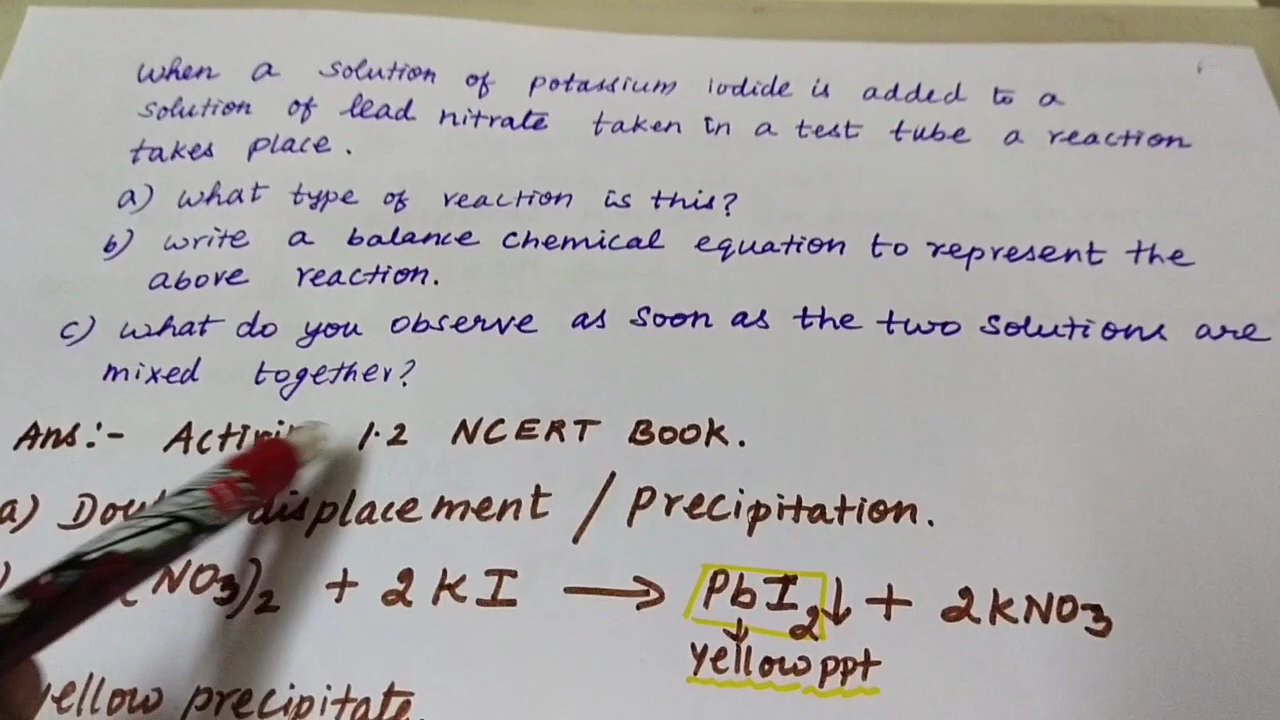 When a solution of potassium iodide is added to a
solution of lead nitrate taken in a test tube a reaction
takes place.
a) what type of reaction is this?
b) write a balance chemical equation to represent the
above reaction.
c) what do you observe as soon as the two solutions are
mixed together?
Ans:- 1.2 NCERT BOOK.
a) displacement / precipitation.
(NO3)2 + 2KI → PbI2↓ + 2KNO3
yellow ppt
yellow precipitate.